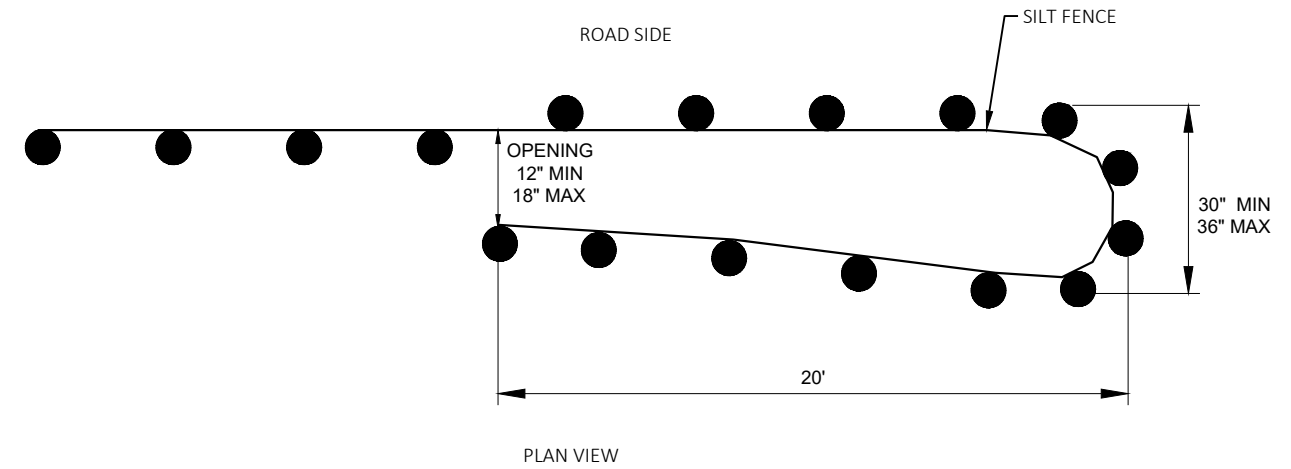 SILT FENCE
ROAD SIDE
OPENING
12" MIN
18" MAX
30" MIN
36" MAX
20'
PLAN VIEW